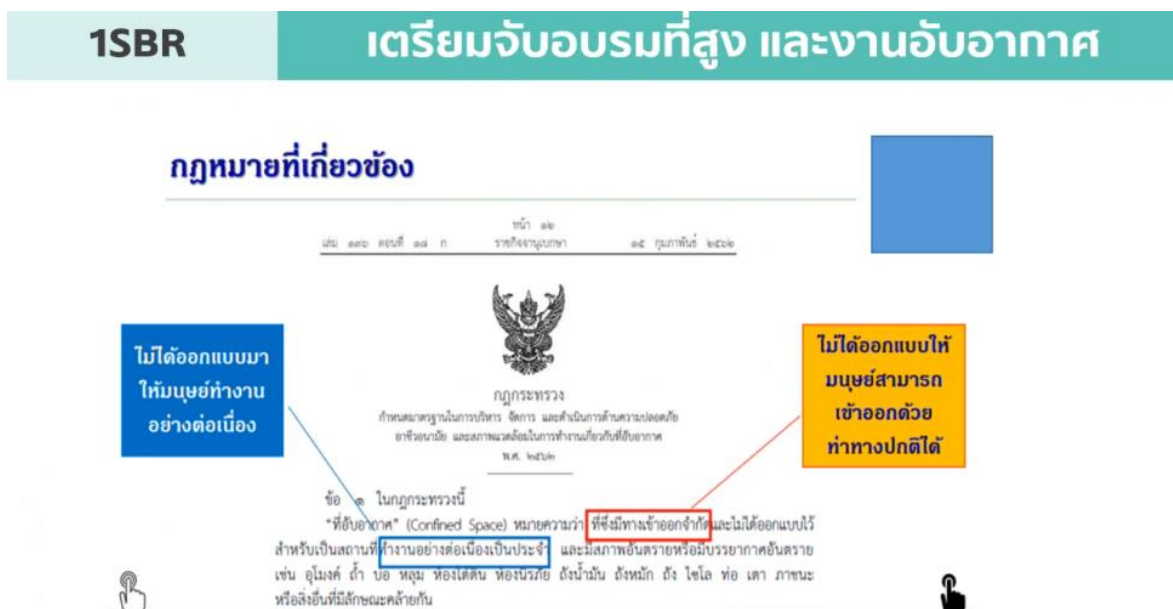 1SBR
เตรียมจับอบรมที่สูง และงานอับอากาศ
กฎหมายที่เกี่ยวข้อง
หน้า ๑๒
เล่ม ๑๓๖ ตอนที่ ๑๘ ก ราชกิจจานุเบกษา ๑๕ กุมภาพันธ์ ๒๕๖๒
ไม่ได้ออกแบบมา
ให้มนุษย์ทำงาน
อย่างต่อเนื่อง
ไม่ได้ออกแบบให้
มนุษย์สามารถ
เข้าออกด้วย
ท่าทางปกติได้
กฎกระทรวง
กำหนดมาตรฐานในการบริหาร จัดการ และดำเนินการด้านความปลอดภัย
อาชีวอนามัย และสภาพแวดล้อมในการทำงานเกี่ยวกับที่อับอากาศ
พ.ศ. ๒๕๖๒
ข้อ ๑ ในกฎกระทรวงนี้
“ที่อับอากาศ” (Confined Space) หมายความว่า ที่ซึ่งมีทางเข้าออกจำกัดและไม่ได้ออกแบบไว้
สำหรับเป็นสถานที่ทำงานอย่างต่อเนื่องเป็นประจำ และมีสภาพอันตรายหรือมีบรรยากาศอันตราย
เช่น อุโมงค์ ถ้ำ บ่อ หลุม ห้องใต้ดิน ห้องนิรภัย ถังน้ำมัน ถังหมัก ถัง ไซโล ท่อ เตา ภาชนะ
หรือสิ่งอื่นที่มีลักษณะคล้ายกัน